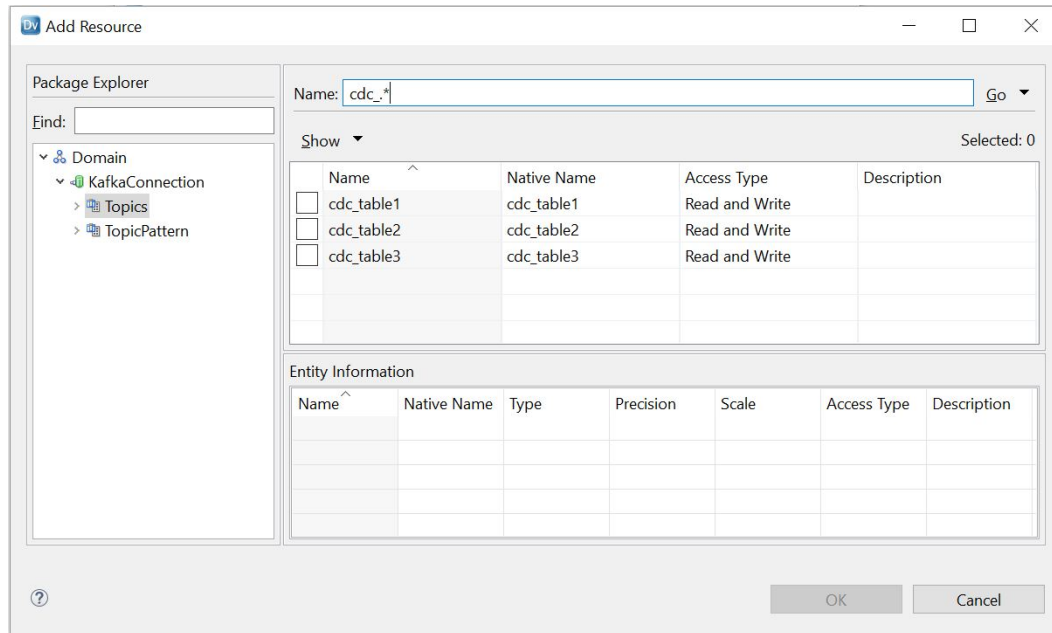 Dv Add Resource
Package Explorer
Find:
Domain
KafkaConnection
Topics
TopicPattern
Name: cdc_.* Go
Show Selected: 0
Name Native Name Access Type Description
cdc_table1 cdc_table1 Read and Write
cdc_table2 cdc_table2 Read and Write
cdc_table3 cdc_table3 Read and Write
Entity Information
Name Native Name Type Precision Scale Access Type Description
? OK Cancel